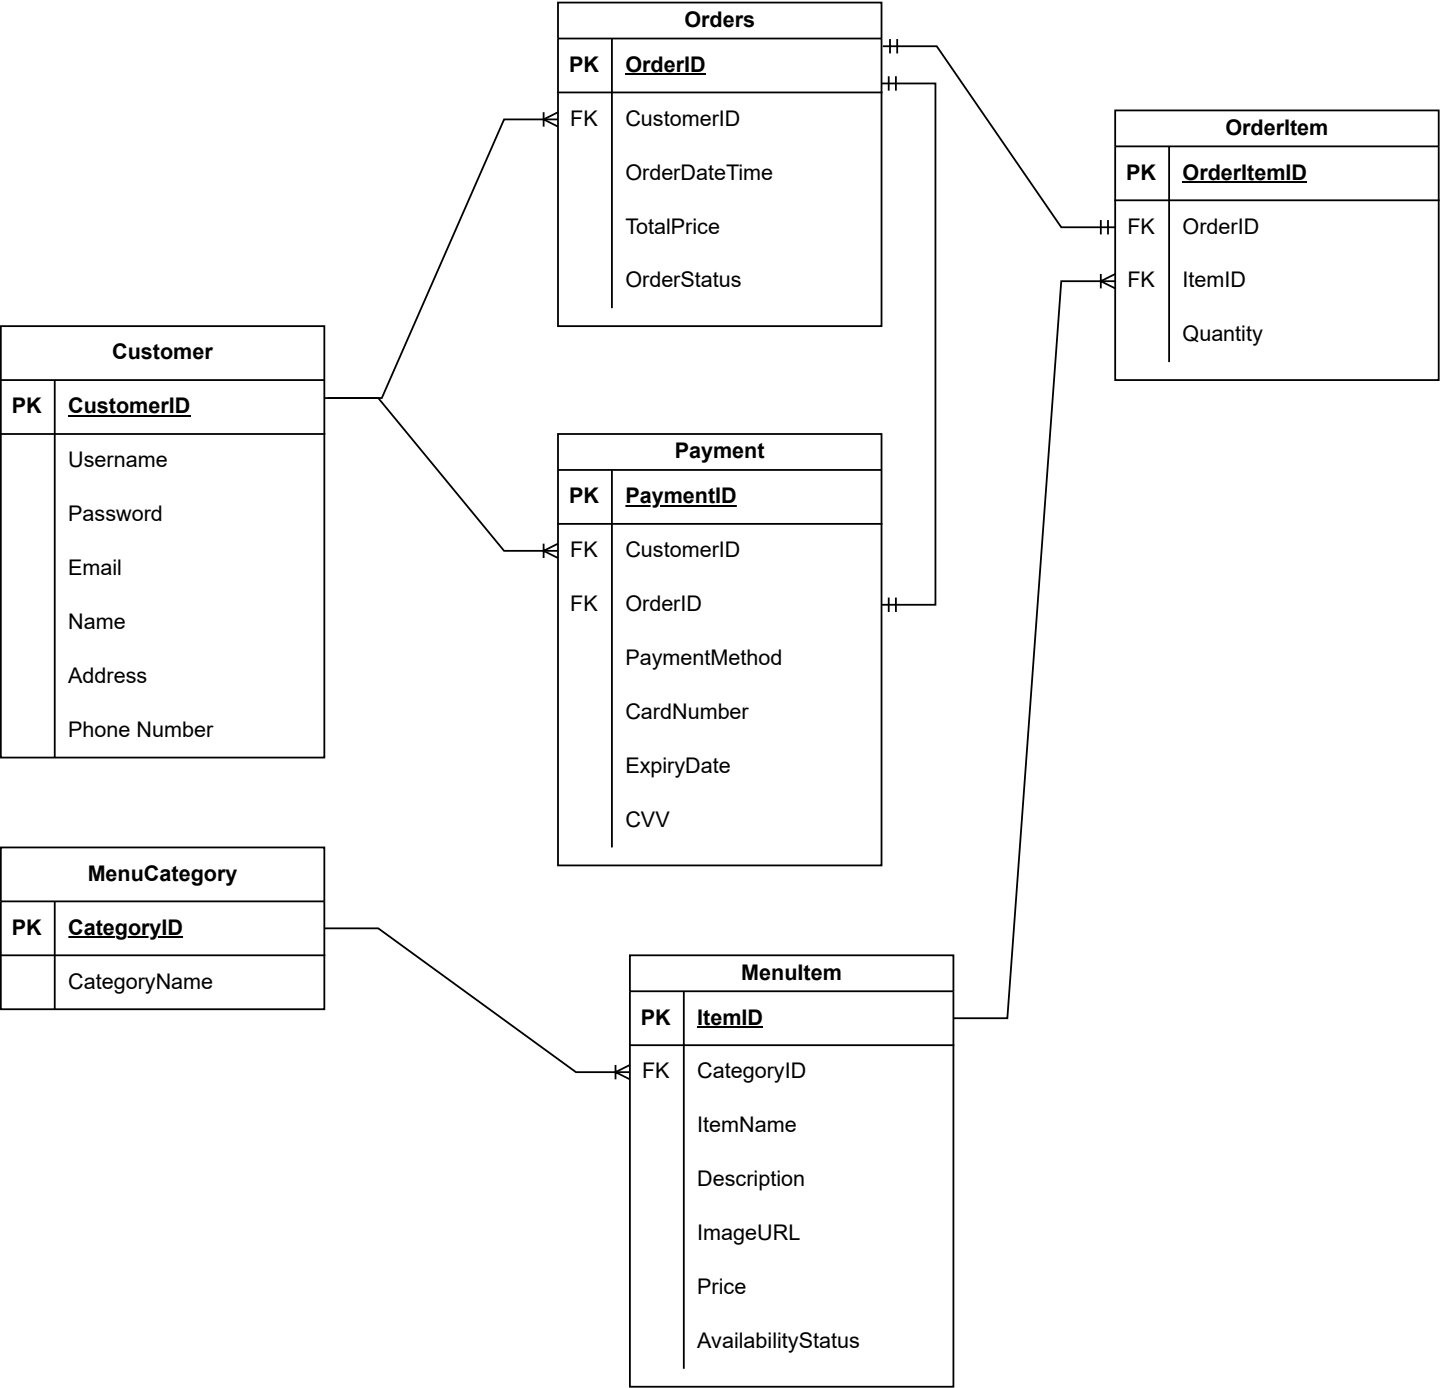 Orders
PK OrderID
FK CustomerID
OrderDateTime
TotalPrice
OrderStatus
OrderItem
PK OrderItemID
FK OrderID
FK ItemID
Quantity
Customer
PK CustomerID
Username
Password
Email
Name
Address
Phone Number
Payment
PK PaymentID
FK CustomerID
FK OrderID
PaymentMethod
CardNumber
ExpiryDate
CVV
MenuCategory
PK CategoryID
CategoryName
MenuItem
PK ItemID
FK CategoryID
ItemName
Description
ImageURL
Price
AvailabilityStatus